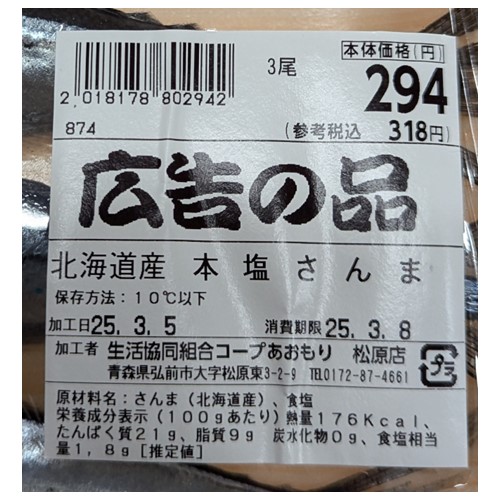 本体価格(円)
3尾
294
2 018178 802942
874
(参考税込 318円)
広告の品
北海道産 本塩さんま
保存方法：10℃以下
加工日25. 3. 5 消費期限25. 3. 8
加工者 生活協同組合コープあおもり 松原店
青森県弘前市大字松原東3-2-9 TEL0172-87-4661
プラ
原材料名：さんま（北海道産）、食塩
栄養成分表示（100gあたり）熱量176Kcal、
たんぱく質21g、脂質9g 炭水化物0g、食塩相当
量1.8g［推定値］